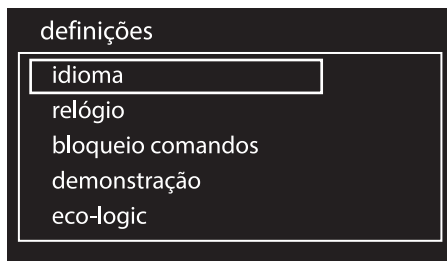 definições
idioma
relógio
bloqueio comandos
demonstração
eco-logic